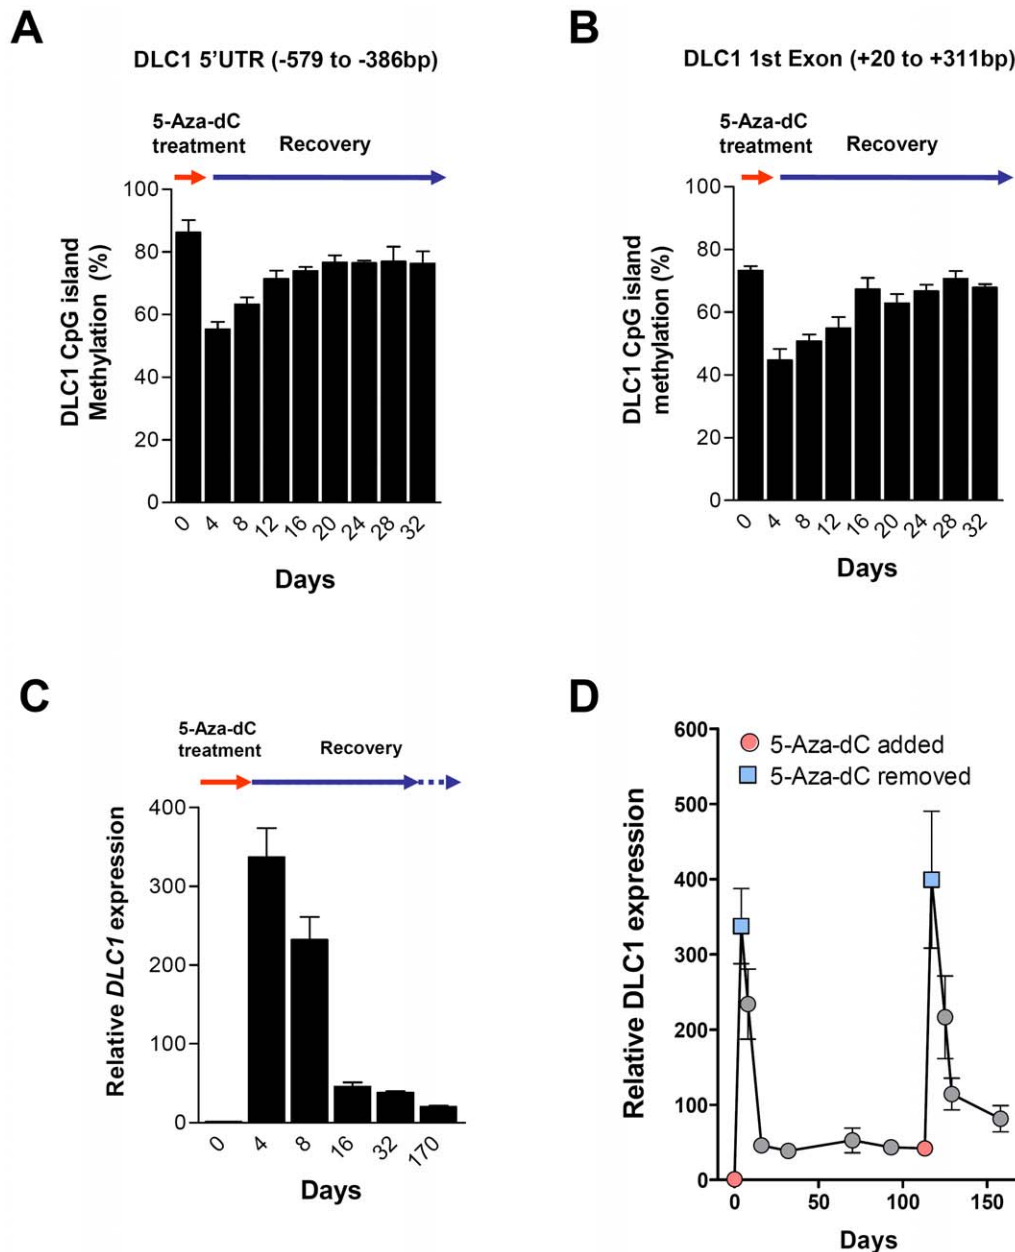 A
DLC1 5’UTR (-579 to -386bp)
5-Aza-dC
treatment
Recovery
DLC1 CpG island
Methylation (%)
100
80
60
40
20
0
0 4 8 12 16 20 24 28 32
Days
B
DLC1 1st Exon (+20 to +311bp)
5-Aza-dC
treatment
Recovery
DLC1 CpG island
methylation (%)
100
80
60
40
20
0
0 4 8 12 16 20 24 28 32
Days
C
5-Aza-dC
treatment
Recovery
Relative DLC1 expression
400
300
200
100
0
0 4 8 16 32 170
Days
D
5-Aza-dC added
5-Aza-dC removed
Relative DLC1 expression
600
500
400
300
200
100
0
0 50 100 150
Days